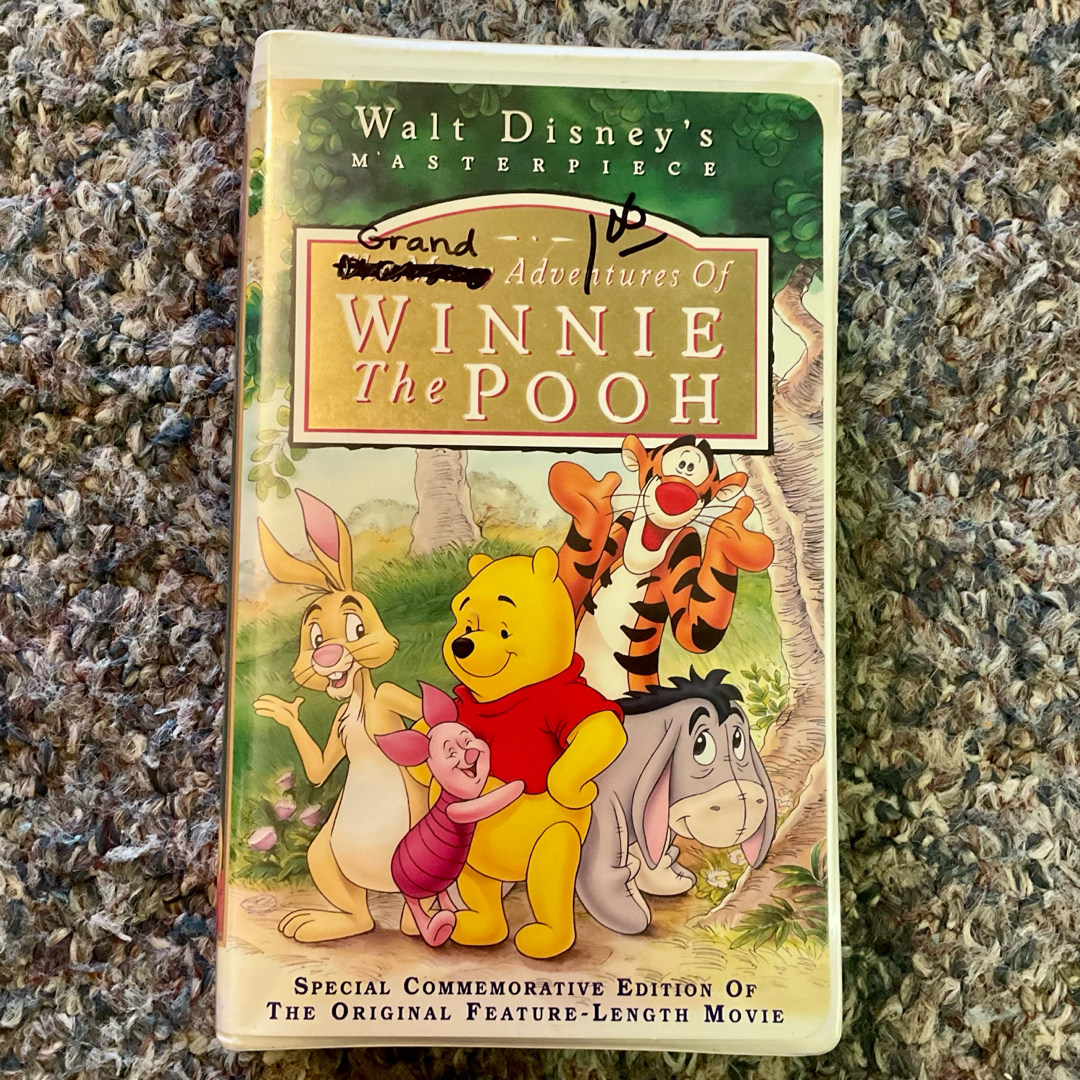 Walt Disney's
MASTERPIECE
Grand
Adventures Of
WINNIE
The POOH
SPECIAL COMMEMORATIVE EDITION OF
THE ORIGINAL FEATURE-LENGTH MOVIE